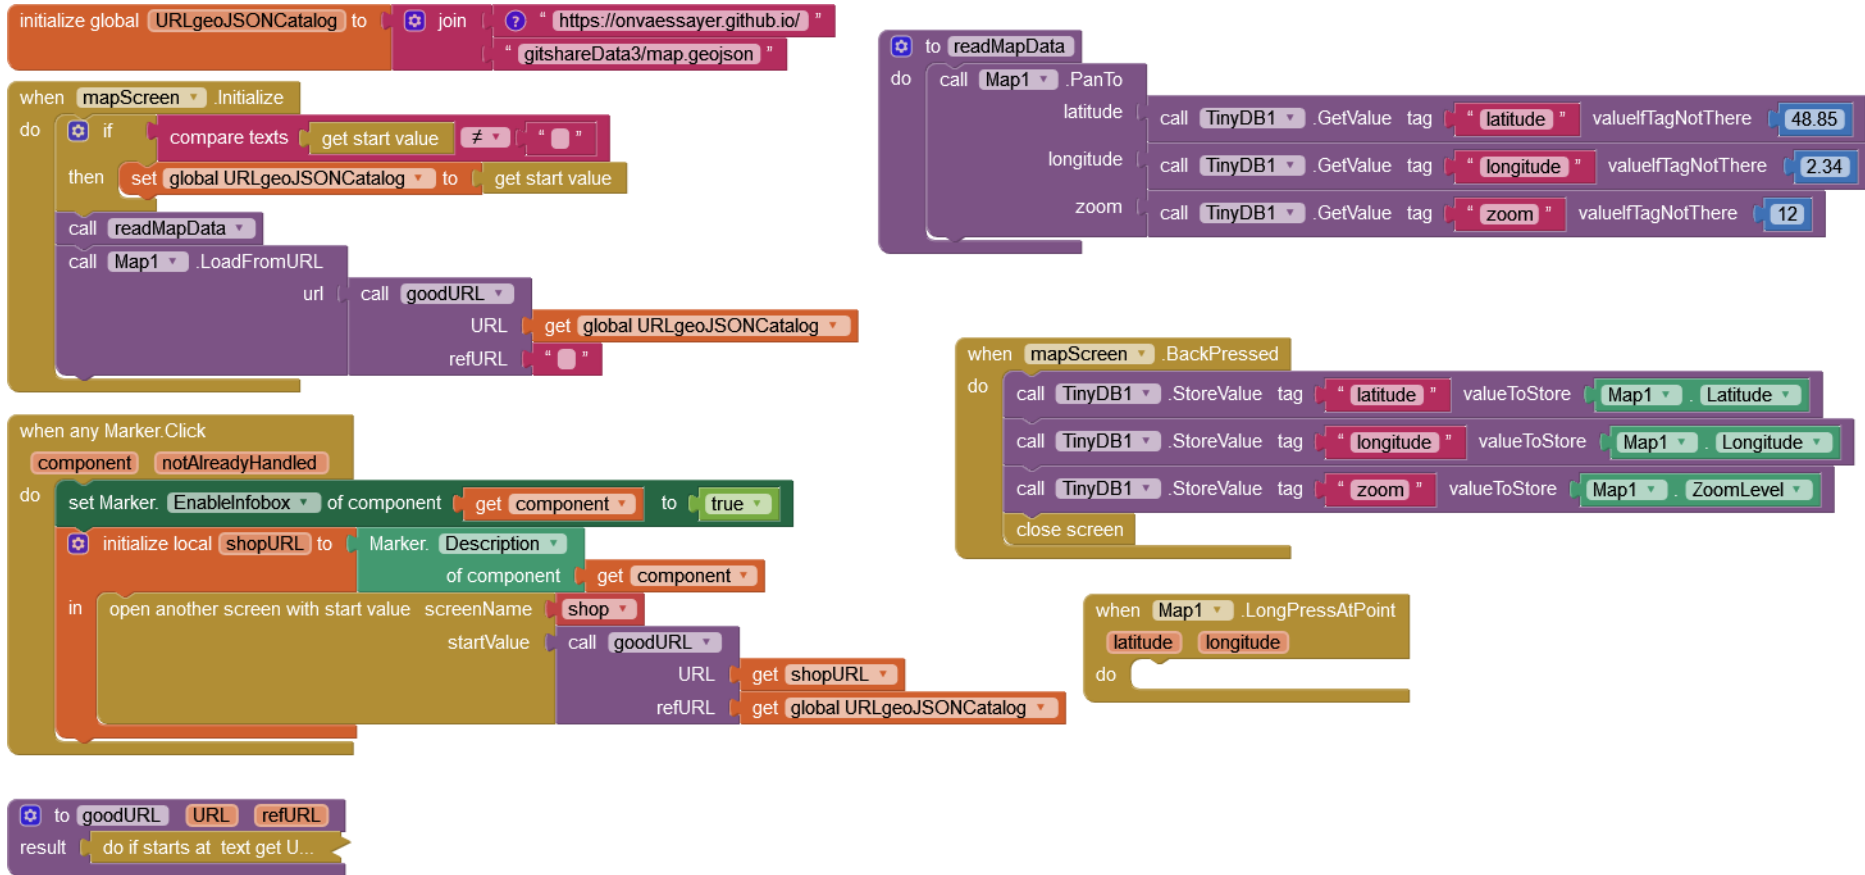 initialize global URLgeoJSONCatalog to join " https://onvaessayer.github.io/ "
" gitshareData3/map.geojson "
when mapScreen .Initialize
do if compare texts get start value ≠ " "
then set global URLgeoJSONCatalog to get start value
call readMapData
call Map1 .LoadFromURL
url call goodURL
URL get global URLgeoJSONCatalog
refURL " "
when any Marker.Click
component notAlreadyHandled
do set Marker. EnableInfobox of component get component to true
initialize local shopURL to Marker. Description
of component get component
in open another screen with start value screenName shop
startValue call goodURL
URL get shopURL
refURL get global URLgeoJSONCatalog
to goodURL URL refURL
result do if starts at text get U...
to readMapData
do call Map1 .PanTo
latitude call TinyDB1 .GetValue tag " latitude " valueIfTagNotThere 48.85
longitude call TinyDB1 .GetValue tag " longitude " valueIfTagNotThere 2.34
zoom call TinyDB1 .GetValue tag " zoom " valueIfTagNotThere 12
when mapScreen .BackPressed
do call TinyDB1 .StoreValue tag " latitude " valueToStore Map1 . Latitude
call TinyDB1 .StoreValue tag " longitude " valueToStore Map1 . Longitude
call TinyDB1 .StoreValue tag " zoom " valueToStore Map1 . ZoomLevel
close screen
when Map1 .LongPressAtPoint
latitude longitude
do